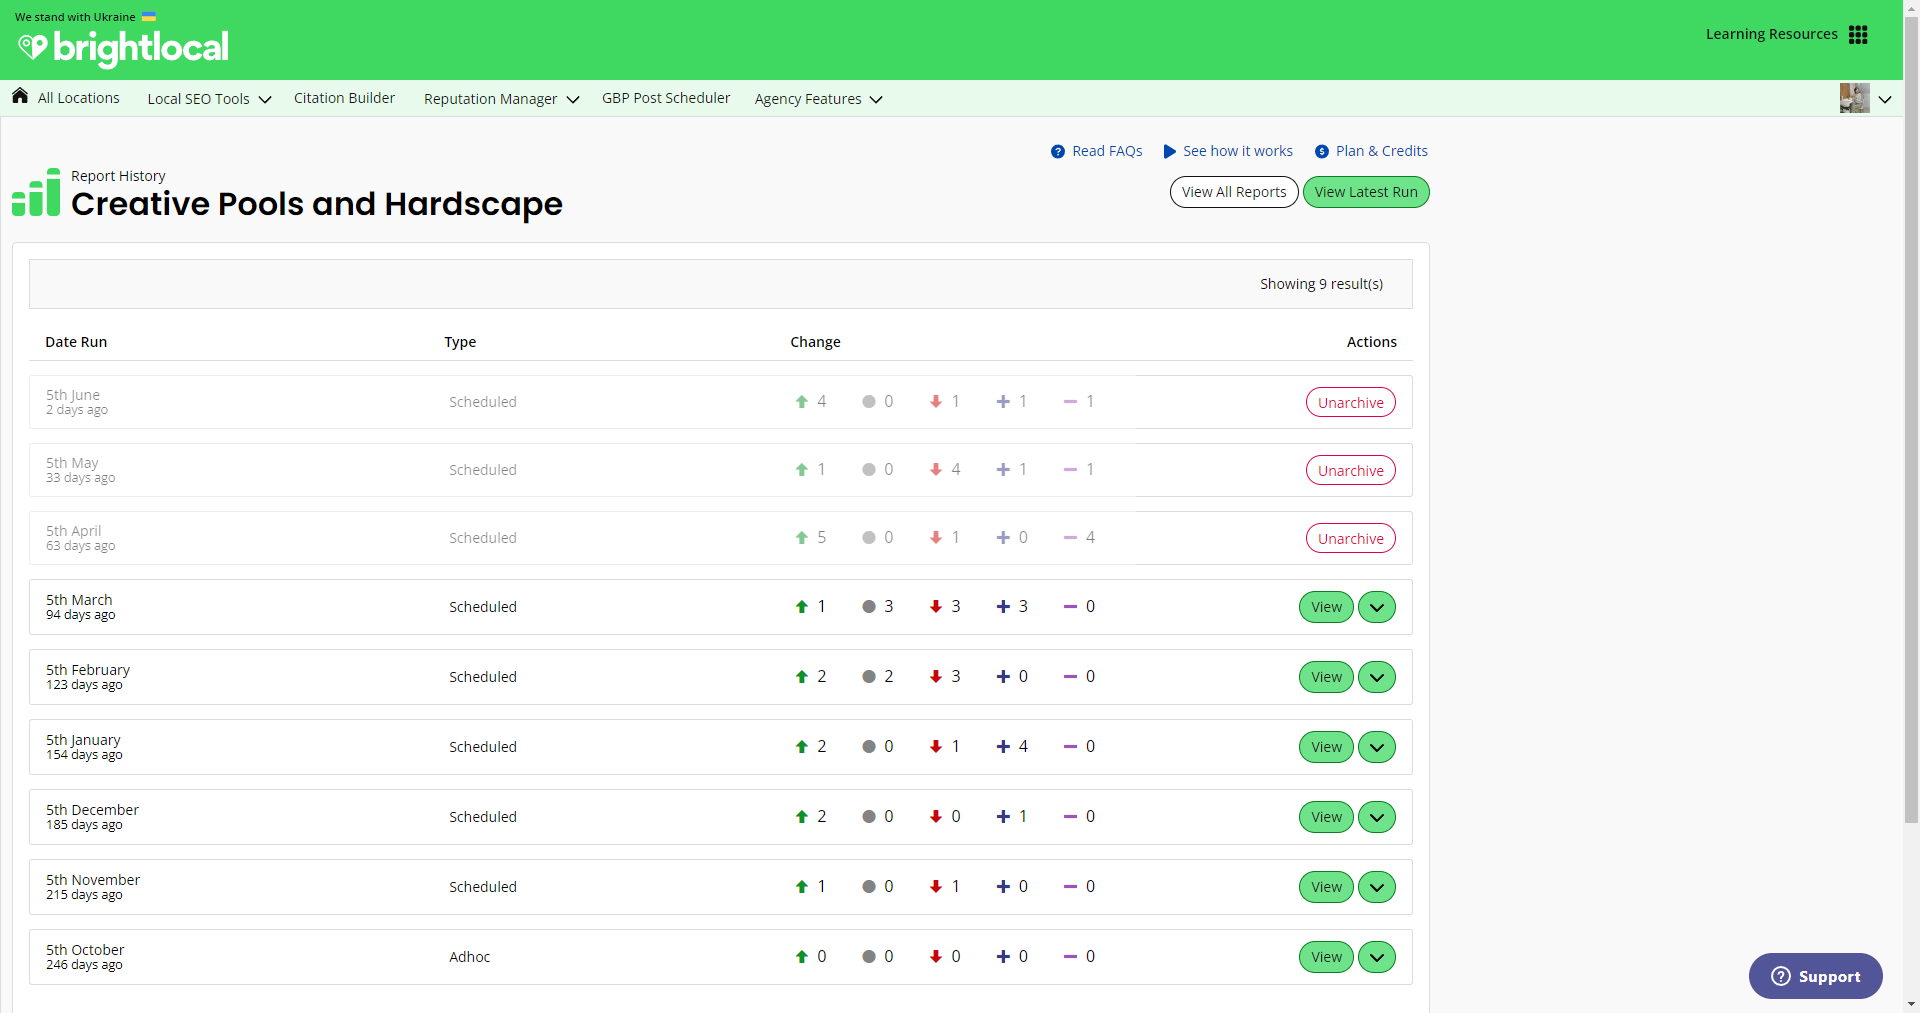 We stand with Ukraine
brightlocal
Learning Resources
All Locations Local SEO Tools Citation Builder Reputation Manager GBP Post Scheduler Agency Features
Read FAQs See how it works Plan & Credits
Report History
Creative Pools and Hardscape
View All Reports View Latest Run
Showing 9 result(s)
Date Run Type Change Actions
5th June
2 days ago
Scheduled 4 0 1 1 1 Unarchive
5th May
33 days ago
Scheduled 1 0 4 1 1 Unarchive
5th April
63 days ago
Scheduled 5 0 1 0 4 Unarchive
5th March
94 days ago
Scheduled 1 3 3 3 0 View
5th February
123 days ago
Scheduled 2 2 3 0 0 View
5th January
154 days ago
Scheduled 2 0 1 4 0 View
5th December
185 days ago
Scheduled 2 0 0 1 0 View
5th November
215 days ago
Scheduled 1 0 1 0 0 View
5th October
246 days ago
Adhoc 0 0 0 0 0 View
Support